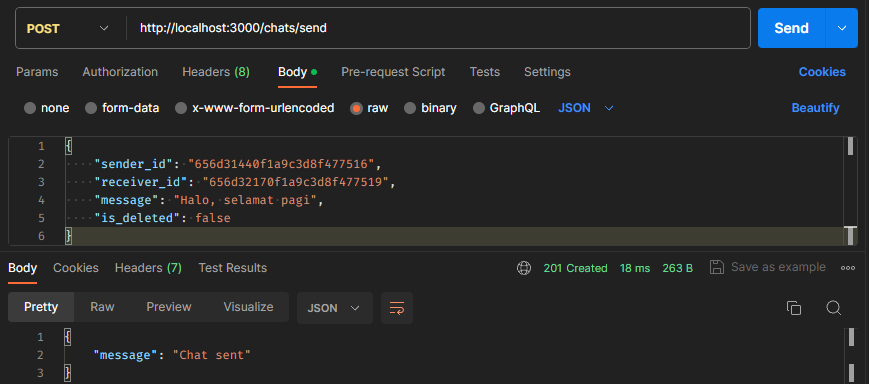 POST http://localhost:3000/chats/send Send
Params Authorization Headers (8) Body Pre-request Script Tests Settings Cookies
none form-data x-www-form-urlencoded raw binary GraphQL JSON Beautify
1 {
2 "sender_id": "656d31440f1a9c3d8f477516",
3 "receiver_id": "656d32170f1a9c3d8f477519",
4 "message": "Halo, selamat pagi",
5 "is_deleted": false
6 }
Body Cookies Headers (7) Test Results 201 Created 18 ms 263 B Save as example
Pretty Raw Preview Visualize JSON
1 {
2 "message": "Chat sent"
3 }